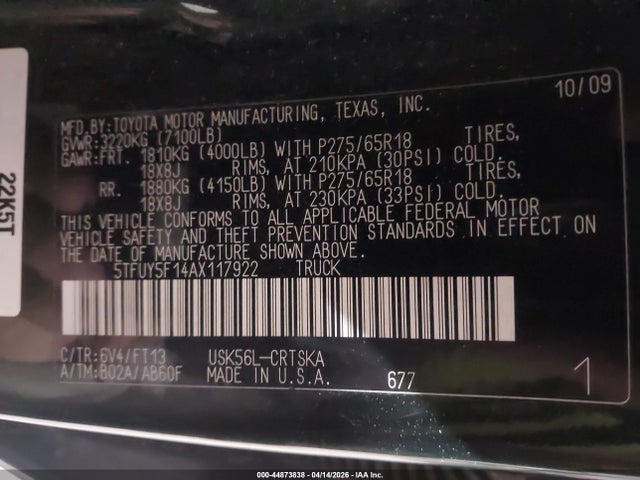 10/09
MFD.BY:TOYOTA MOTOR MANUFACTURING, TEXAS, INC.
GVWR: 3220KG (7100LB)
GAWR:FRT. 1810KG (4000LB) WITH P275/65R18 TIRES,
18X8J RIMS, AT 210KPA (30PSI) COLD.
RR. 1880KG (4150LB) WITH P275/65R18 TIRES,
18X8J RIMS, AT 230KPA (33PSI) COLD.
THIS VEHICLE CONFORMS TO ALL APPLICABLE FEDERAL MOTOR
VEHICLE SAFETY AND THEFT PREVENTION STANDARDS IN EFFECT ON
THE DATE OF MANUFACTURE SHOWN ABOVE.
5TFUY5F14AX117922 TRUCK
C/TR:6V4/FT13 USK56L-CRTSKA
A/TM:B02A/AB60F MADE IN U.S.A. 677 1
22K5T
000-44873838 - 04/14/2026 - IAA Inc.